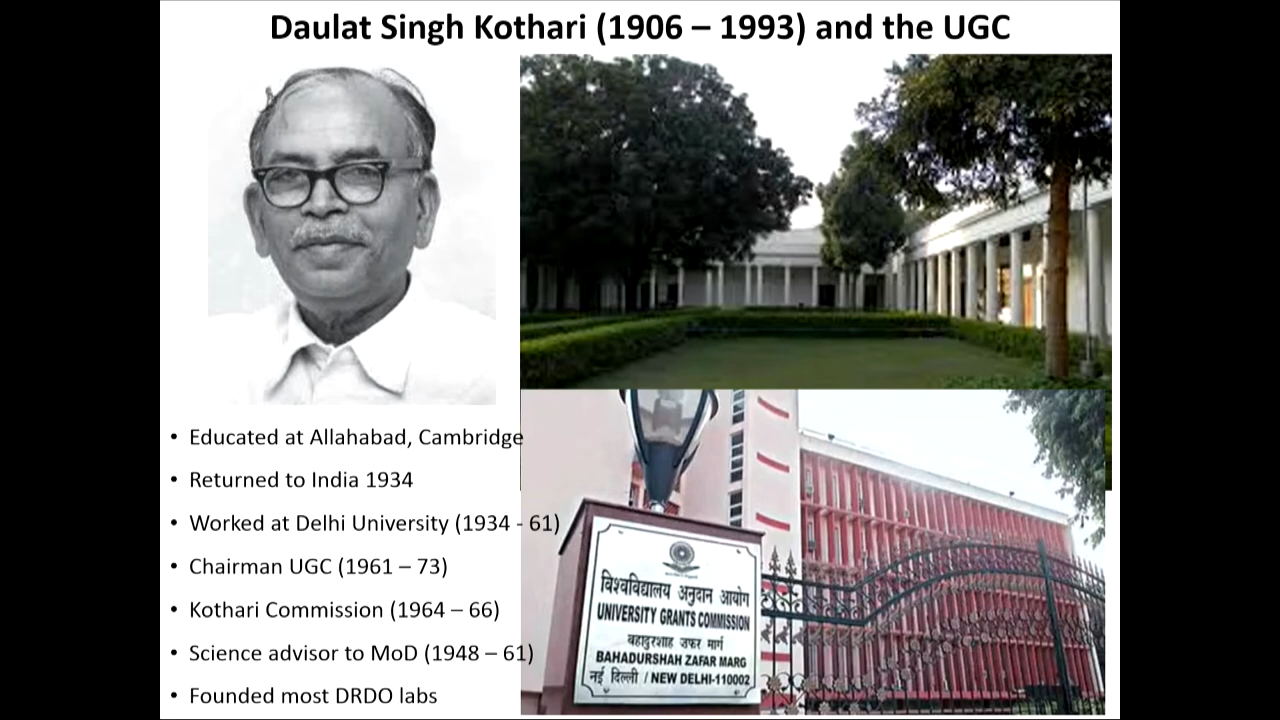 Daulat Singh Kothari (1906 – 1993) and the UGC
• Educated at Allahabad, Cambridge
• Returned to India 1934
• Worked at Delhi University (1934 - 61)
• Chairman UGC (1961 – 73)
• Kothari Commission (1964 – 66)
• Science advisor to MoD (1948 – 61)
• Founded most DRDO labs
विश्वविद्यालय अनुदान आयोग
UNIVERSITY GRANTS COMMISSION
बहादुरशाह जफर मार्ग
BAHADURSHAH ZAFAR MARG
नई दिल्ली / NEW DELHI-110002